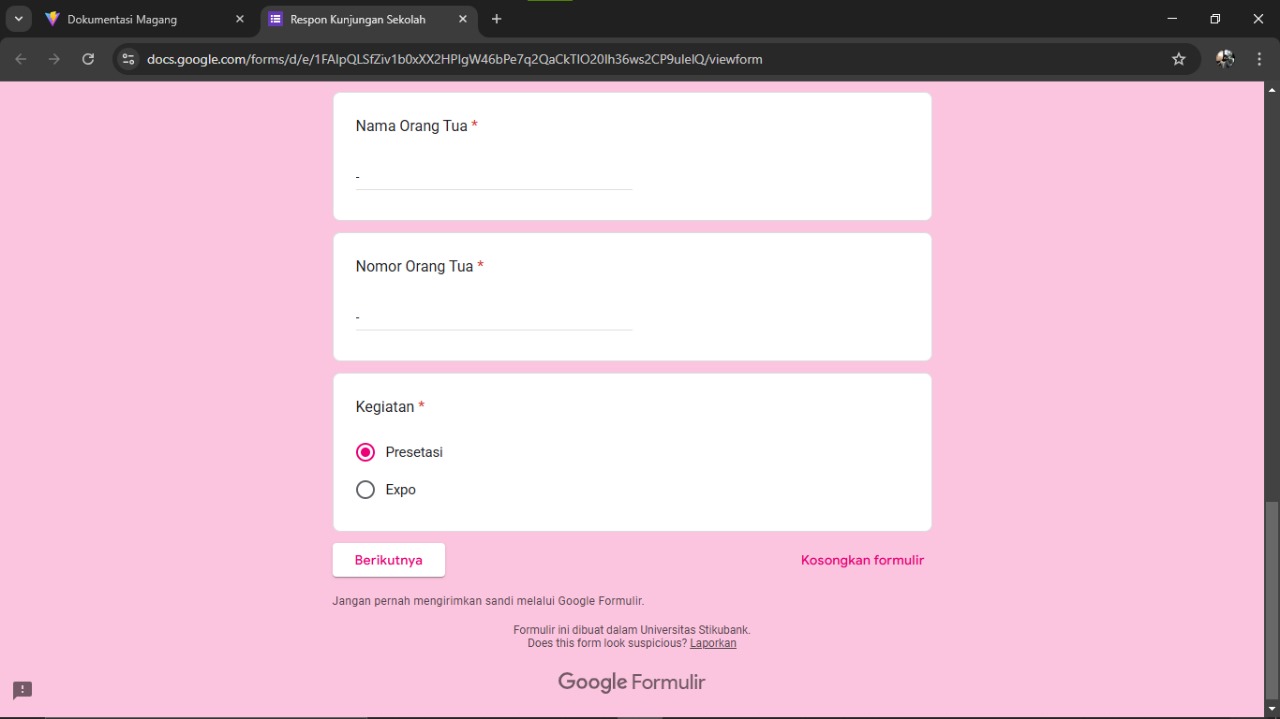 Dokumentasi Magang
Respon Kunjungan Sekolah
docs.google.com/forms/d/e/1FAIpQLSfZiv1b0xXX2HPIgW46bPe7q2QaCkTIO20Ih36ws2CP9uleIQ/viewform
Nama Orang Tua *
-
Nomor Orang Tua *
-
Kegiatan *
Presetasi
Expo
Berikutnya
Kosongkan formulir
Jangan pernah mengirimkan sandi melalui Google Formulir.
Formulir ini dibuat dalam Universitas Stikubank.
Does this form look suspicious? Laporkan
Google Formulir